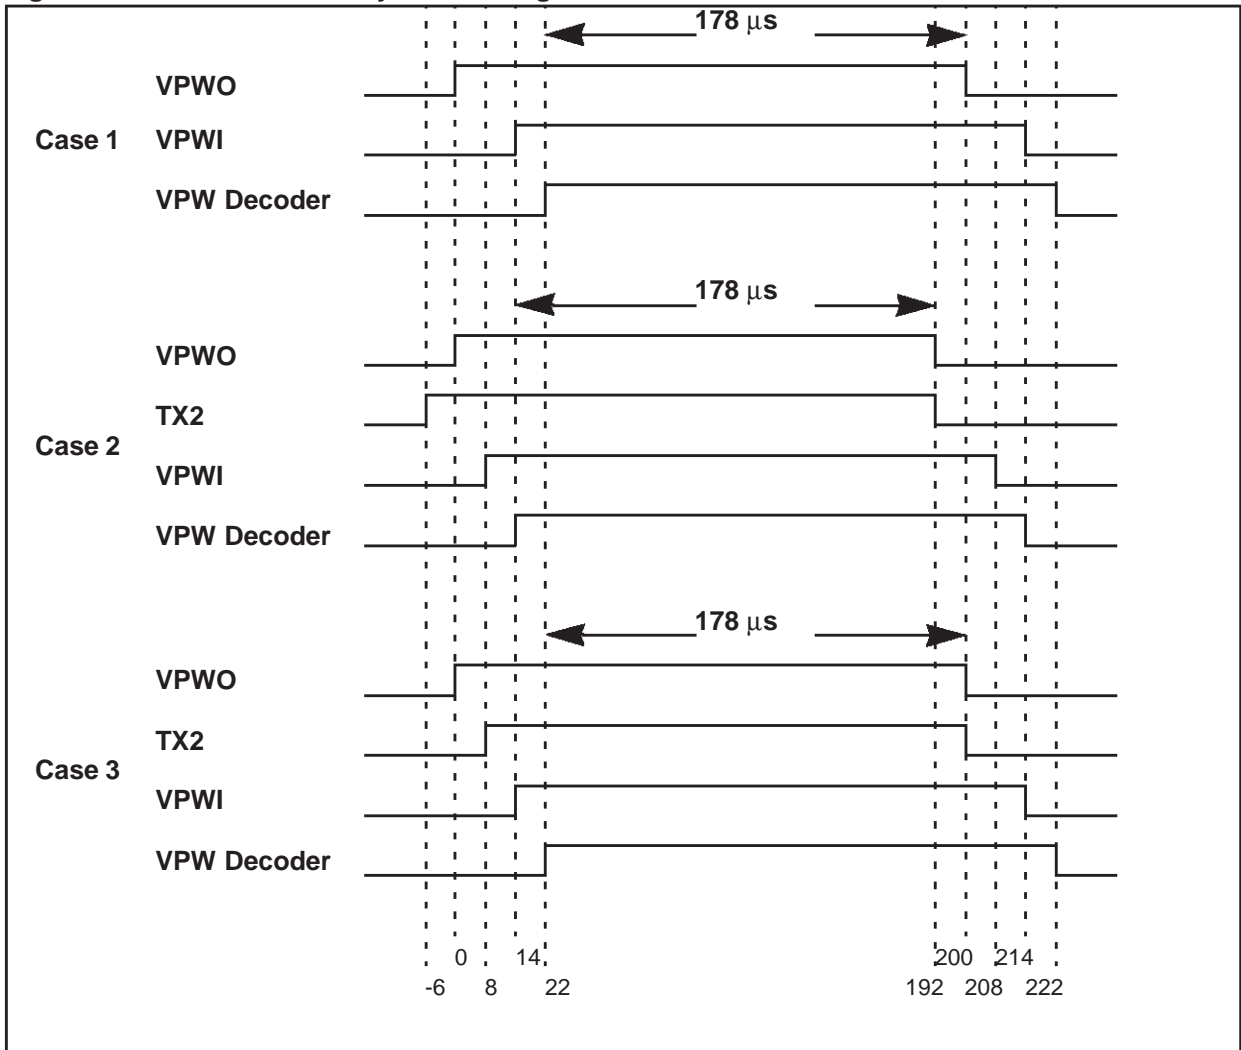 178 μs
VPWO
Case 1 VPWI
VPW Decoder
178 μs
VPWO
TX2
Case 2
VPWI
VPW Decoder
178 μs
VPWO
TX2
Case 3
VPWI
VPW Decoder
0 14 200 214
-6 8 22 192 208 222